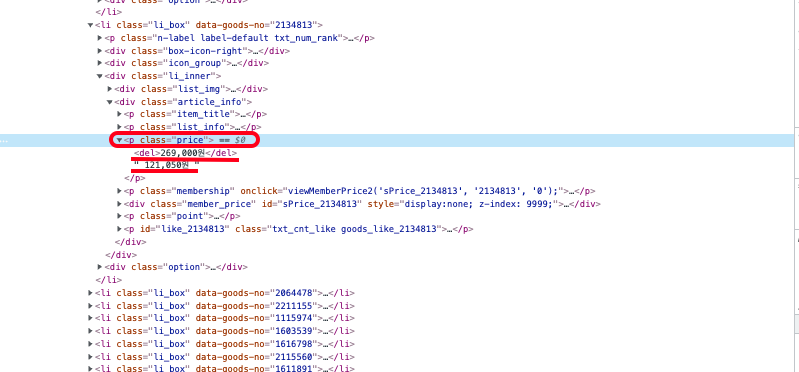 ▶<div class="option">…</div>
</li>
▼<li class="li_box" data-goods-no="2134813">
▶<p class="n-label label-default txt_num_rank">…</p>
▶<div class="box-icon-right">…</div>
▶<div class="icon_group">…</div>
▼<div class="li_inner">
▶<div class="list_img">…</div>
▼<div class="article_info">
▶<p class="item_title">…</p>
▶<p class="list_info">…</p>
… ▼<p class="price"> == $0
<del>269,000원</del>
" 121,050원 "
</p>
▶<p class="membership" onclick="viewMemberPrice2('sPrice_2134813', '2134813', '0');">…</p>
▶<div class="member_price" id="sPrice_2134813" style="display:none; z-index: 9999;">…</div>
▶<p class="point">…</p>
▶<p id="like_2134813" class="txt_cnt_like goods_like_2134813">…</p>
</div>
</div>
▶<div class="option">…</div>
</li>
▶<li class="li_box" data-goods-no="2064478">…</li>
▶<li class="li_box" data-goods-no="2211155">…</li>
▶<li class="li_box" data-goods-no="1115974">…</li>
▶<li class="li_box" data-goods-no="1603539">…</li>
▶<li class="li_box" data-goods-no="1616798">…</li>
▶<li class="li_box" data-goods-no="2115560">…</li>
▶<li class="li_box" data-goods-no="1611891">…</li>